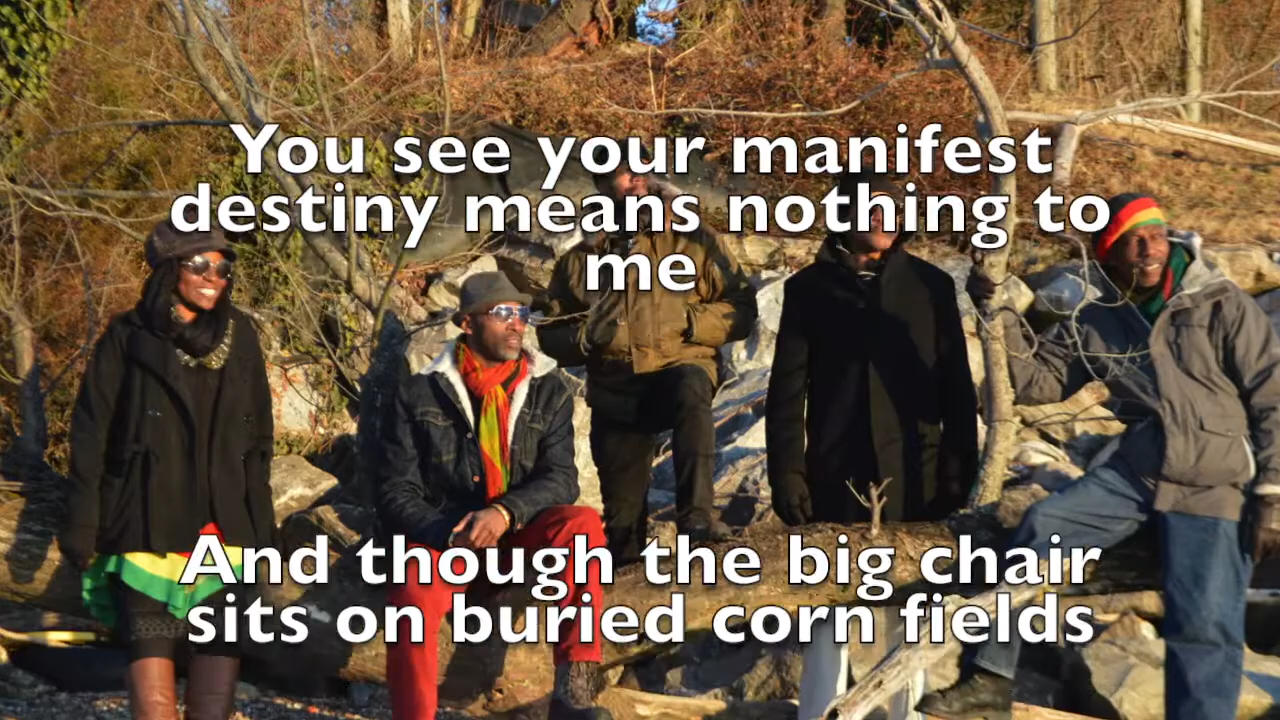 You see your manifest
destiny means nothing to
me
And though the big chair
sits on buried corn fields